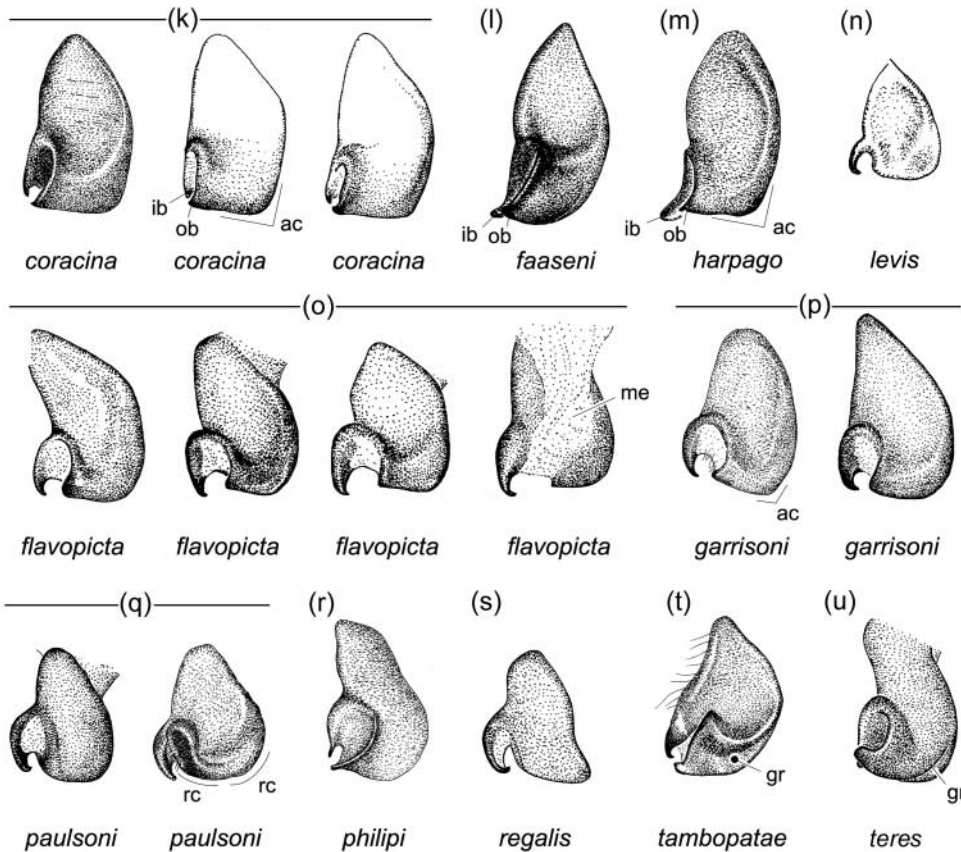 (k) (l) (m) (n)
ib ob ac ib ob ib ob ac
coracina coracina coracina faaseni harpago levis
(o) (p)
me
ac
flavopicta flavopicta flavopicta flavopicta garrisoni garrisoni
(q) (r) (s) (t) (u)
rc rc gr gr
paulsoni paulsoni philipi regalis tambopatae teres